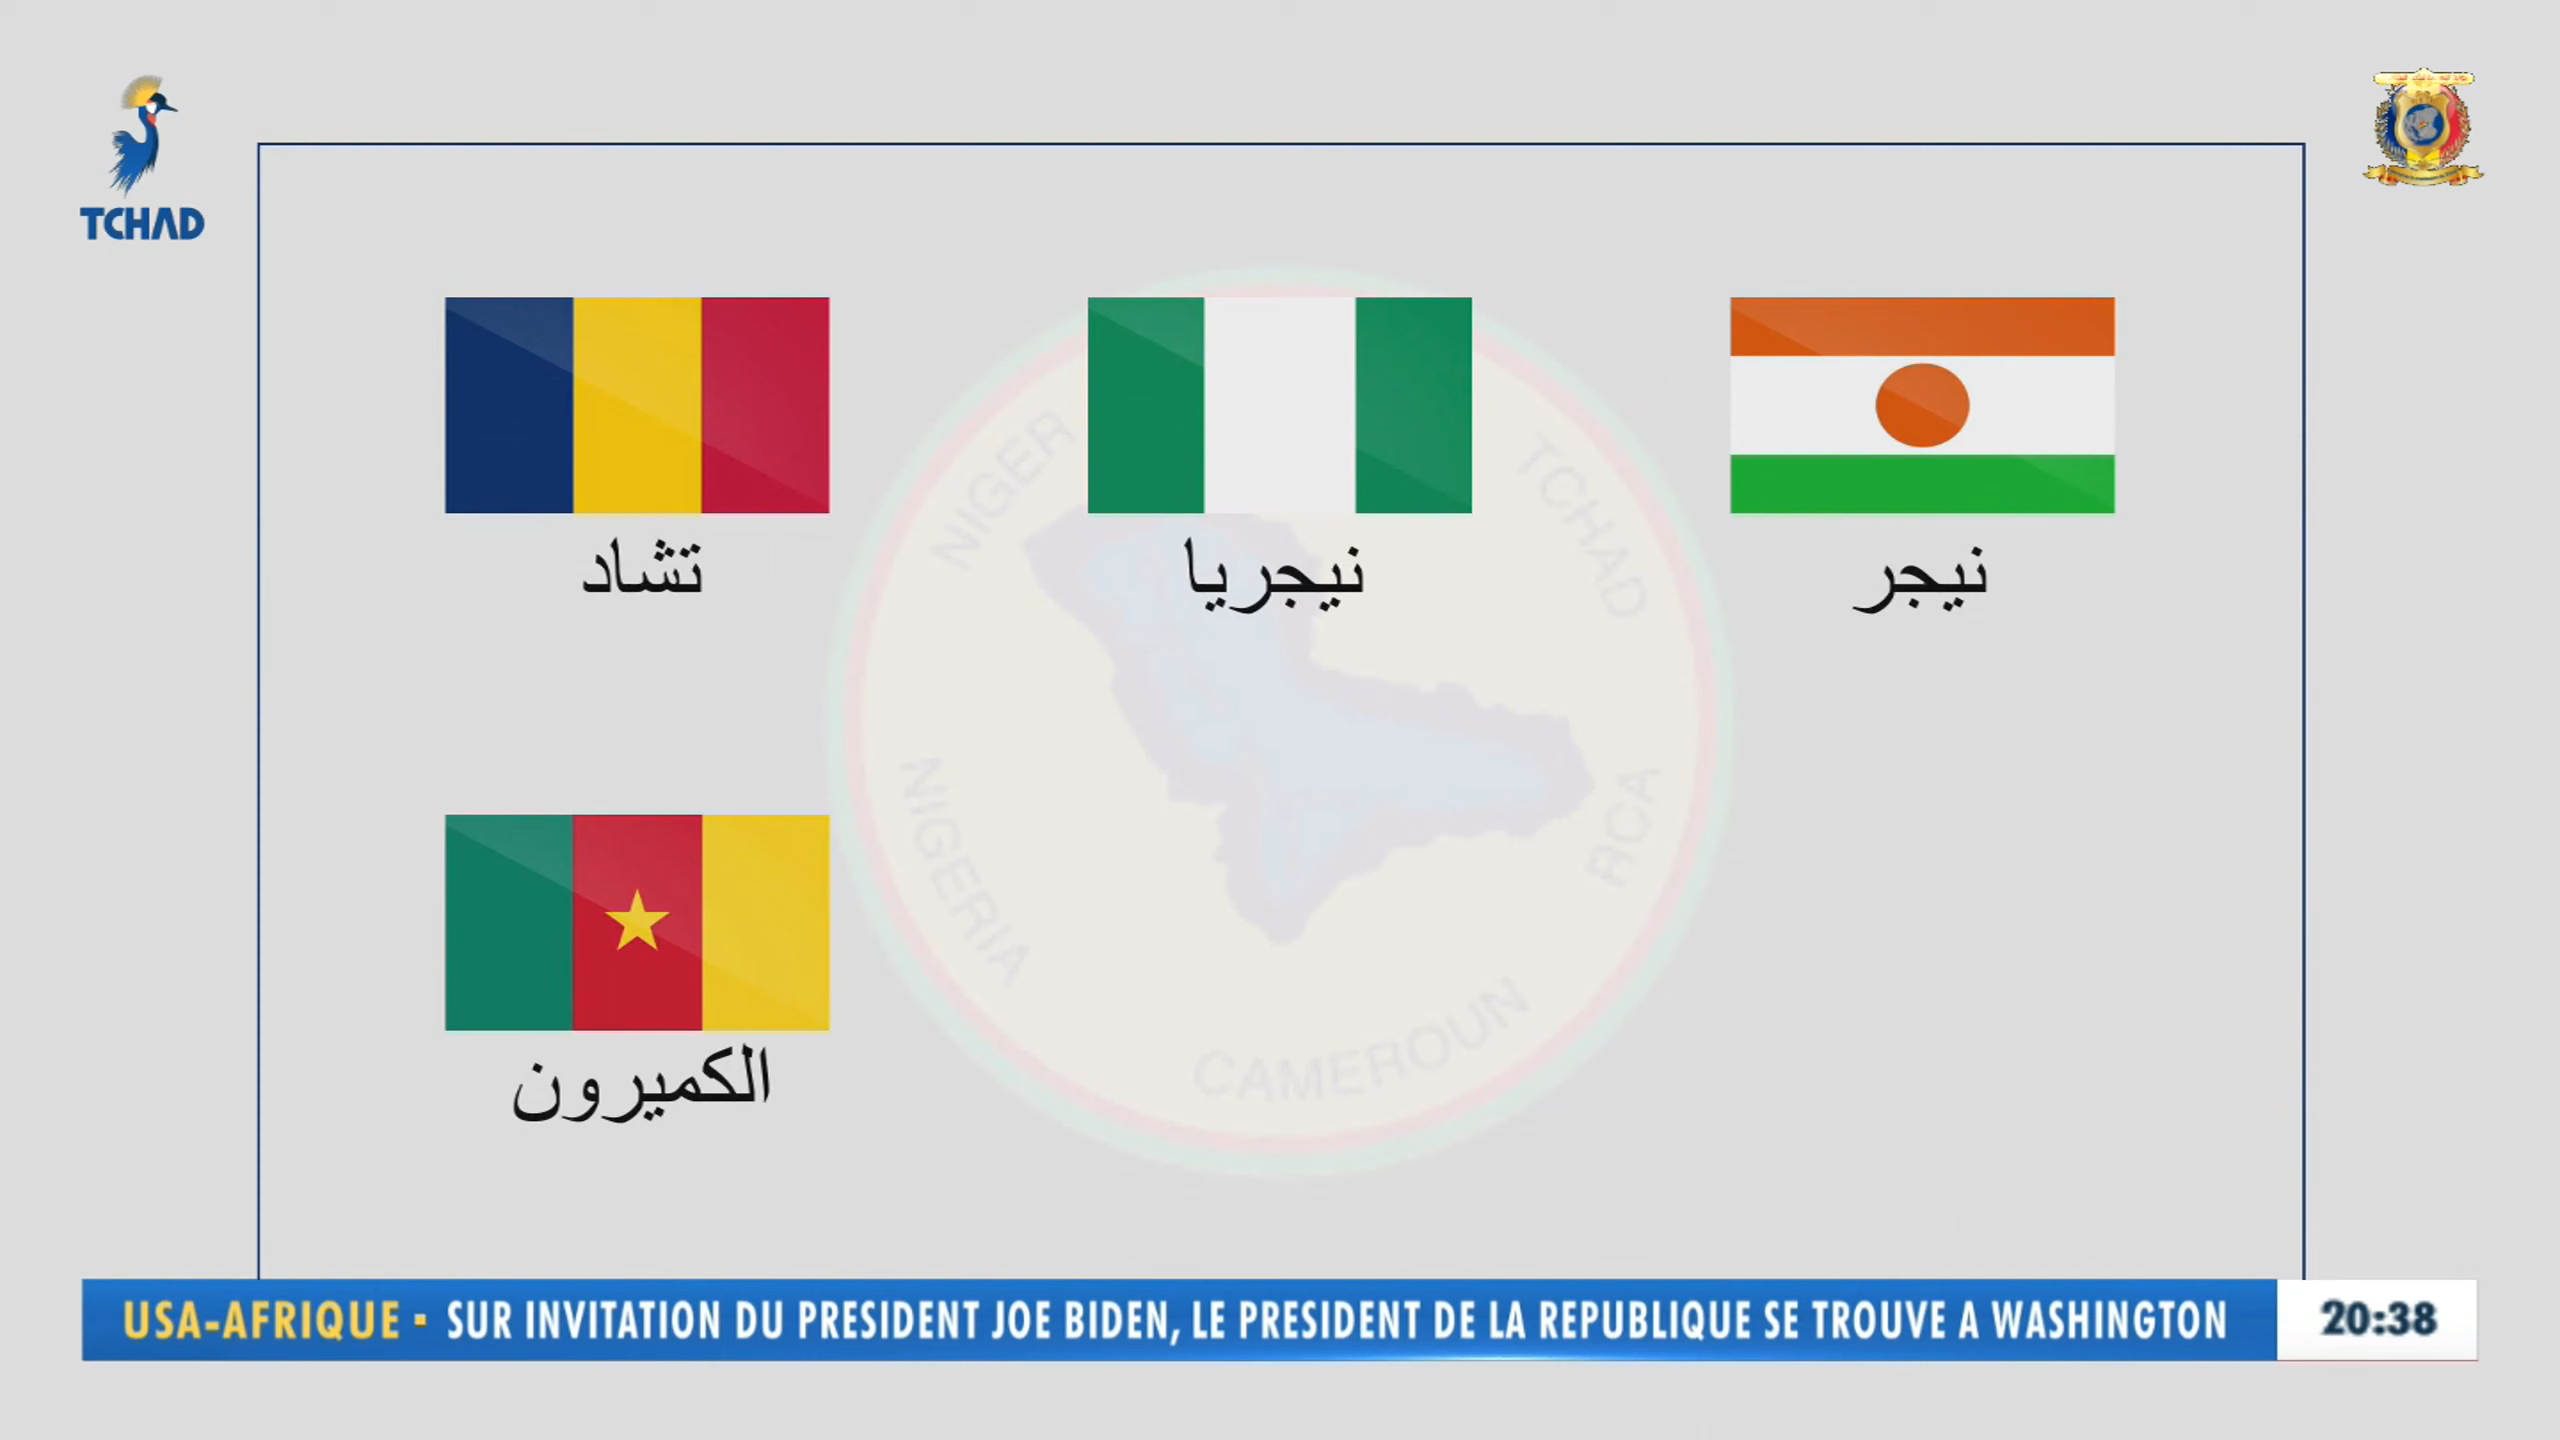 TCHAD
تشاد
نيجريا
نيجر
NIGER
TCHAD
NIGERIA
RCA
CAMEROUN
الكميرون
USA-AFRIQUE - SUR INVITATION DU PRESIDENT JOE BIDEN, LE PRESIDENT DE LA REPUBLIQUE SE TROUVE A WASHINGTON
20:38